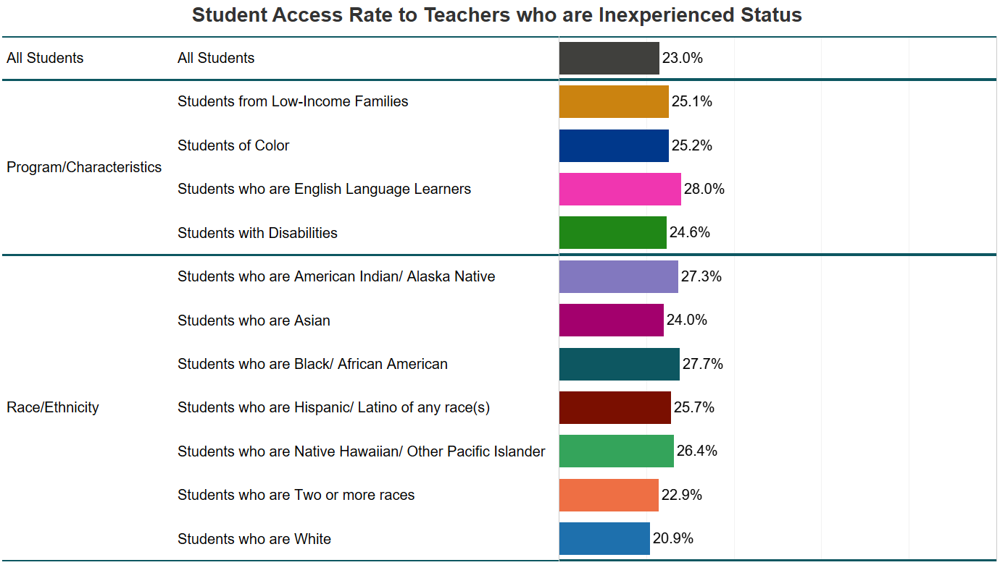 Student Access Rate to Teachers who are Inexperienced Status
All Students All Students 23.0%
Students from Low-Income Families 25.1%
Students of Color 25.2%
Program/Characteristics
Students who are English Language Learners 28.0%
Students with Disabilities 24.6%
Students who are American Indian/ Alaska Native 27.3%
Students who are Asian 24.0%
Students who are Black/ African American 27.7%
Race/Ethnicity Students who are Hispanic/ Latino of any race(s) 25.7%
Students who are Native Hawaiian/ Other Pacific Islander 26.4%
Students who are Two or more races 22.9%
Students who are White 20.9%